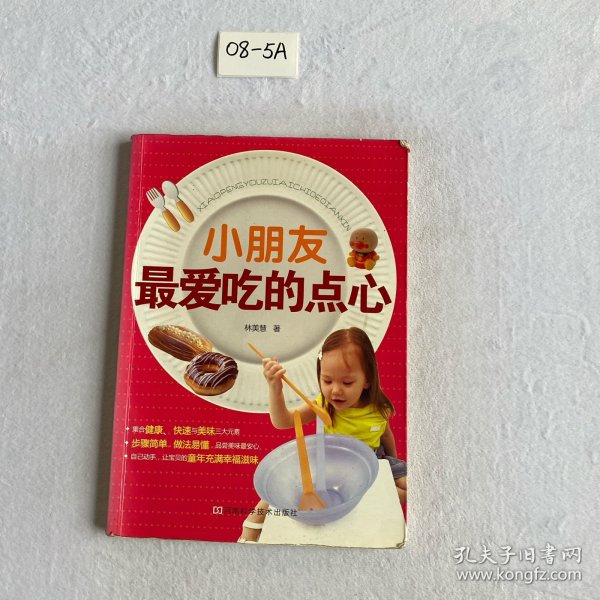 08-5A
XIAOPENGYOUZUIAICHIDEDIANXIN
小朋友
最爱吃的点心
林美慧 著
集合健康、快速与美味三大元素
步骤简单，做法易懂，品尝美味最安心，
自己动手，让宝贝的童年充满幸福滋味
河南科学技术出版社
孔夫子旧书网
www.kongfz.com